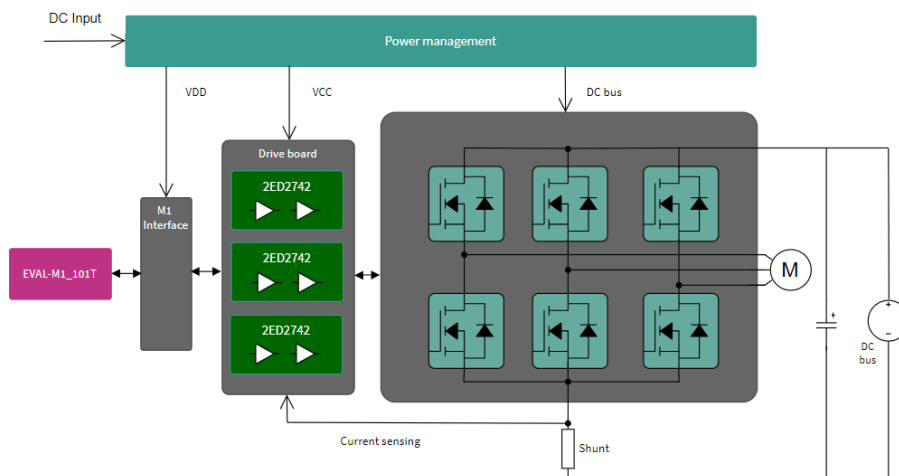 DC Input
Power management
VDD
VCC
DC bus
Drive board
2ED2742
M1
Interface
2ED2742
EVAL-M1_101T
2ED2742
M
+
+
−
DC
bus
Current sensing
Shunt